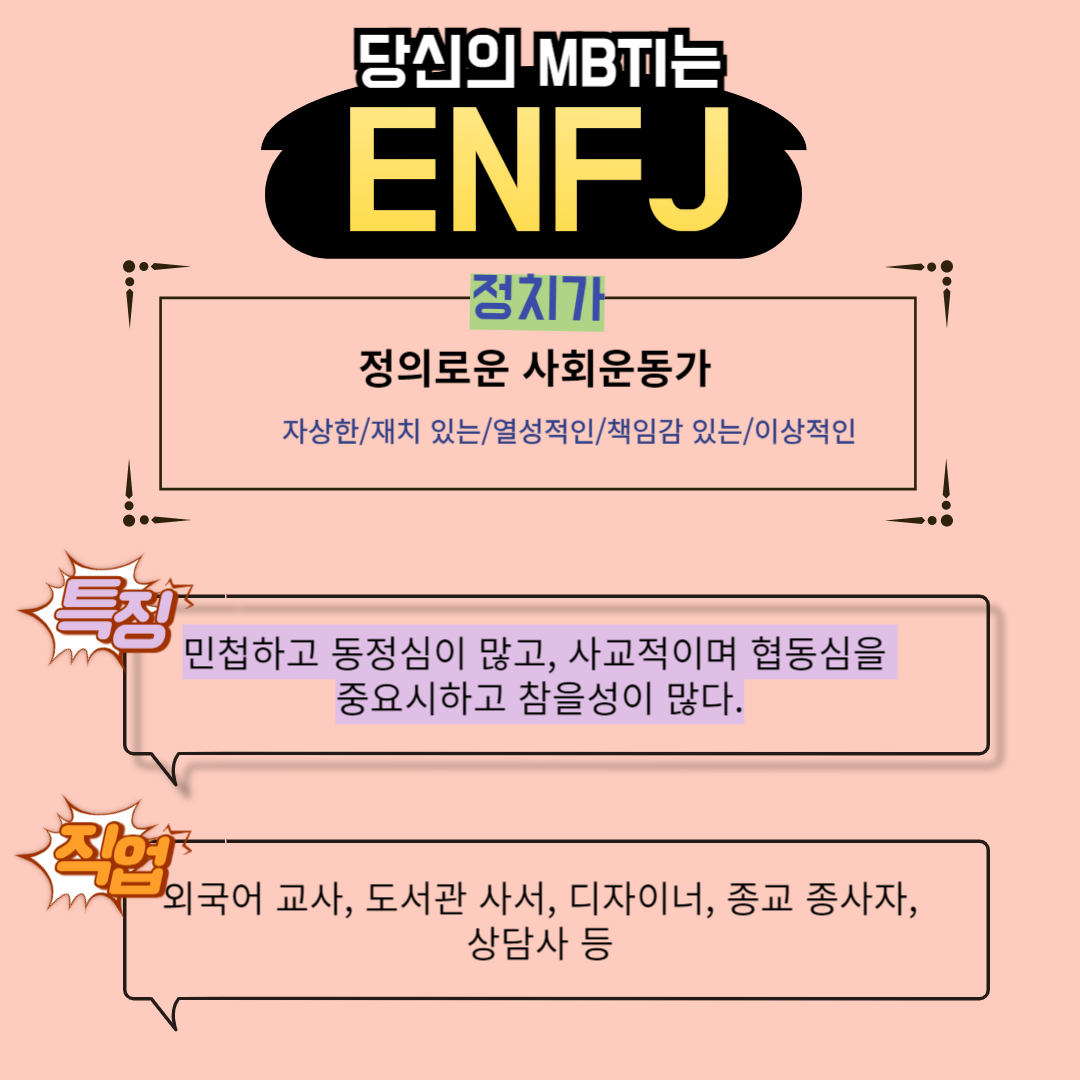 당신의 MBTI는
ENFJ
정치가
정의로운 사회운동가
자상한/재치 있는/열성적인/책임감 있는/이상적인
특징
민첩하고 동정심이 많고, 사교적이며 협동심을
중요시하고 참을성이 많다.
직업
외국어 교사, 도서관 사서, 디자이너, 종교 종사자,
상담사 등